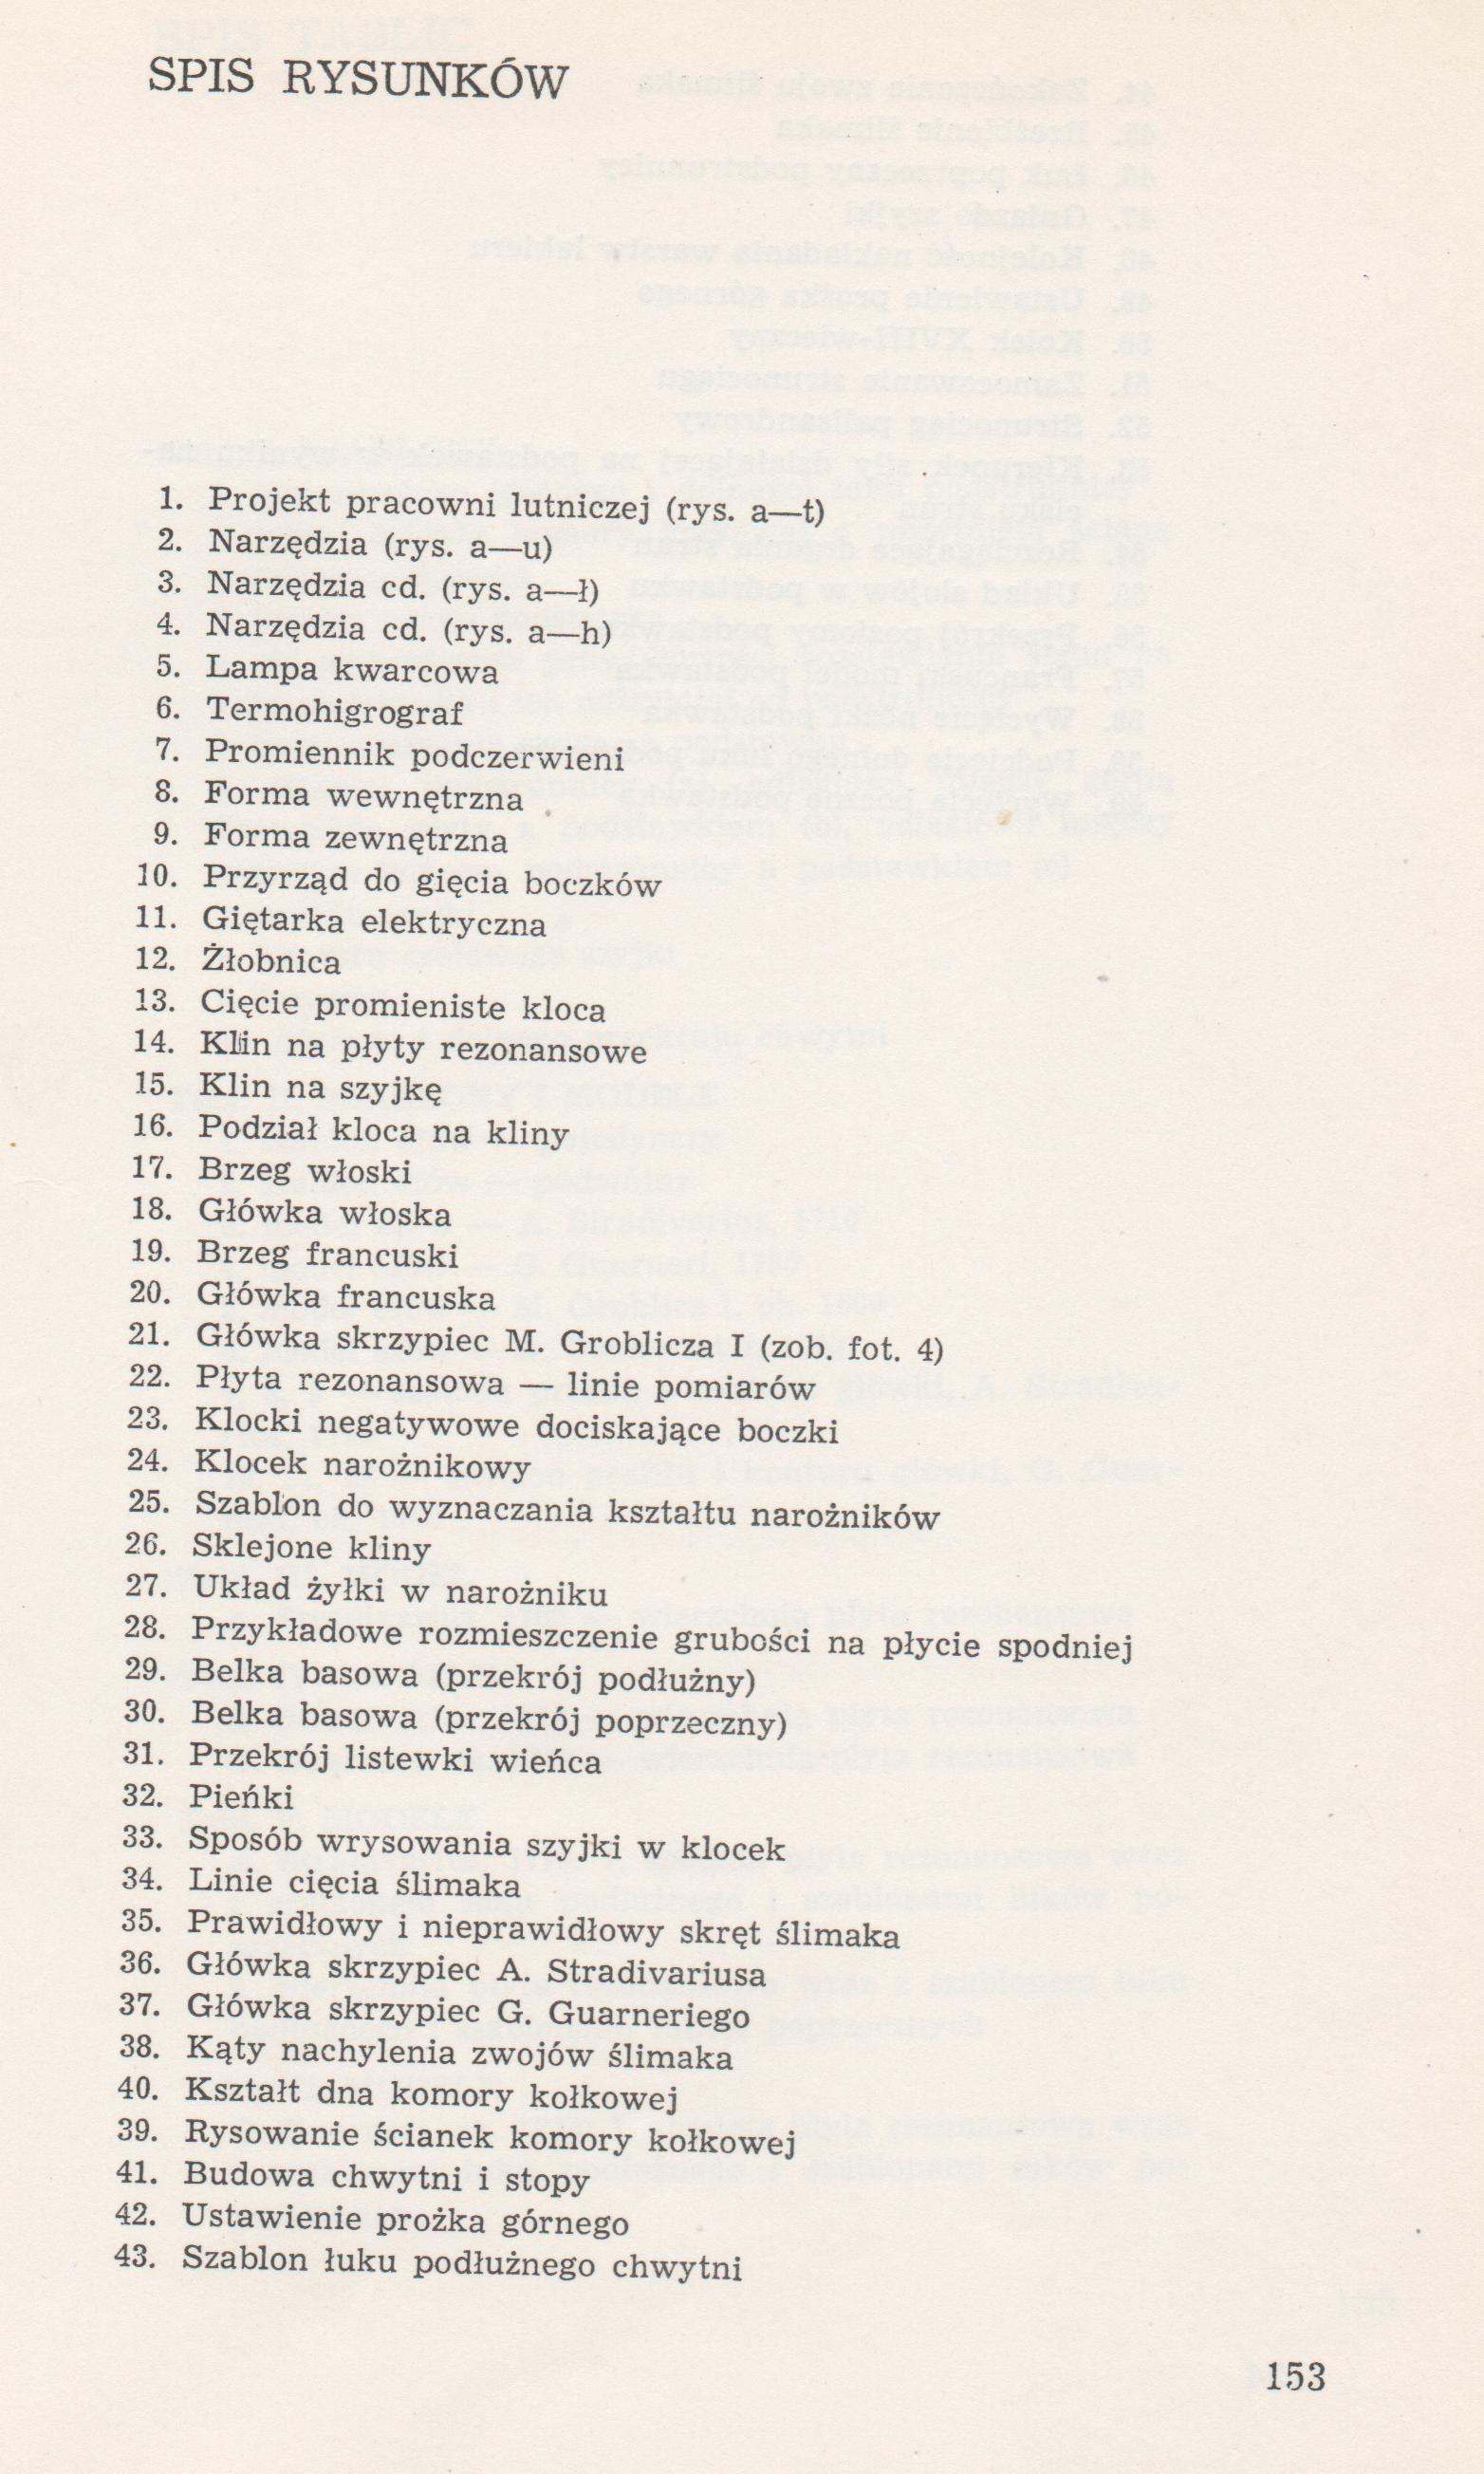 SPIS RYSUNKÓW
1. Projekt pracowni lutniczej (rys. a—t)
2. Narzędzia (rys. a—u)
3. Narzędzia cd. (rys. a—ł)
4. Narzędzia cd. (rys. a—h)
5. Lampa kwarcowa
6. Termohigrograf
7. Promiennik podczerwieni
8. Forma wewnętrzna
9. Forma zewnętrzna
10. Przyrząd do gięcia boczków
11. Giętarka elektryczna
12. Żłobnica
13. Cięcie promieniste kloca
14. Klin na płyty rezonansowe
15. Klin na szyjkę
16. Podział kloca na kliny
17. Brzeg włoski
18. Główka włoska
19. Brzeg francuski
20. Główka francuska
21. Główka skrzypiec M. Groblicza I (zob. fot. 4)
22. Płyta rezonansowa — linie pomiarów
23. Klocki negatywowe dociskające boczki
24. Klocek narożnikowy
25. Szablon do wyznaczania kształtu narożników
26. Sklejone kliny
27. Układ żyłki w narożniku
28. Przykładowe rozmieszczenie grubości na płycie spodniej
29. Belka basowa (przekrój podłużny)
30. Belka basowa (przekrój poprzeczny)
31. Przekrój listewki wieńca
32. Pieńki
33. Sposób wrysowania szyjki w klocek
34. Linie cięcia ślimaka
35. Prawidłowy i nieprawidłowy skręt ślimaka
36. Główka skrzypiec A. Stradivariusa
37. Główka skrzypiec G. Guarneriego
38. Kąty nachylenia zwojów ślimaka
40. Kształt dna komory kołkowej
39. Rysowanie ścianek komory kołkowej
41. Budowa chwytni i stopy
42. Ustawienie prożka górnego
43. Szablon łuku podłużnego chwytni
153